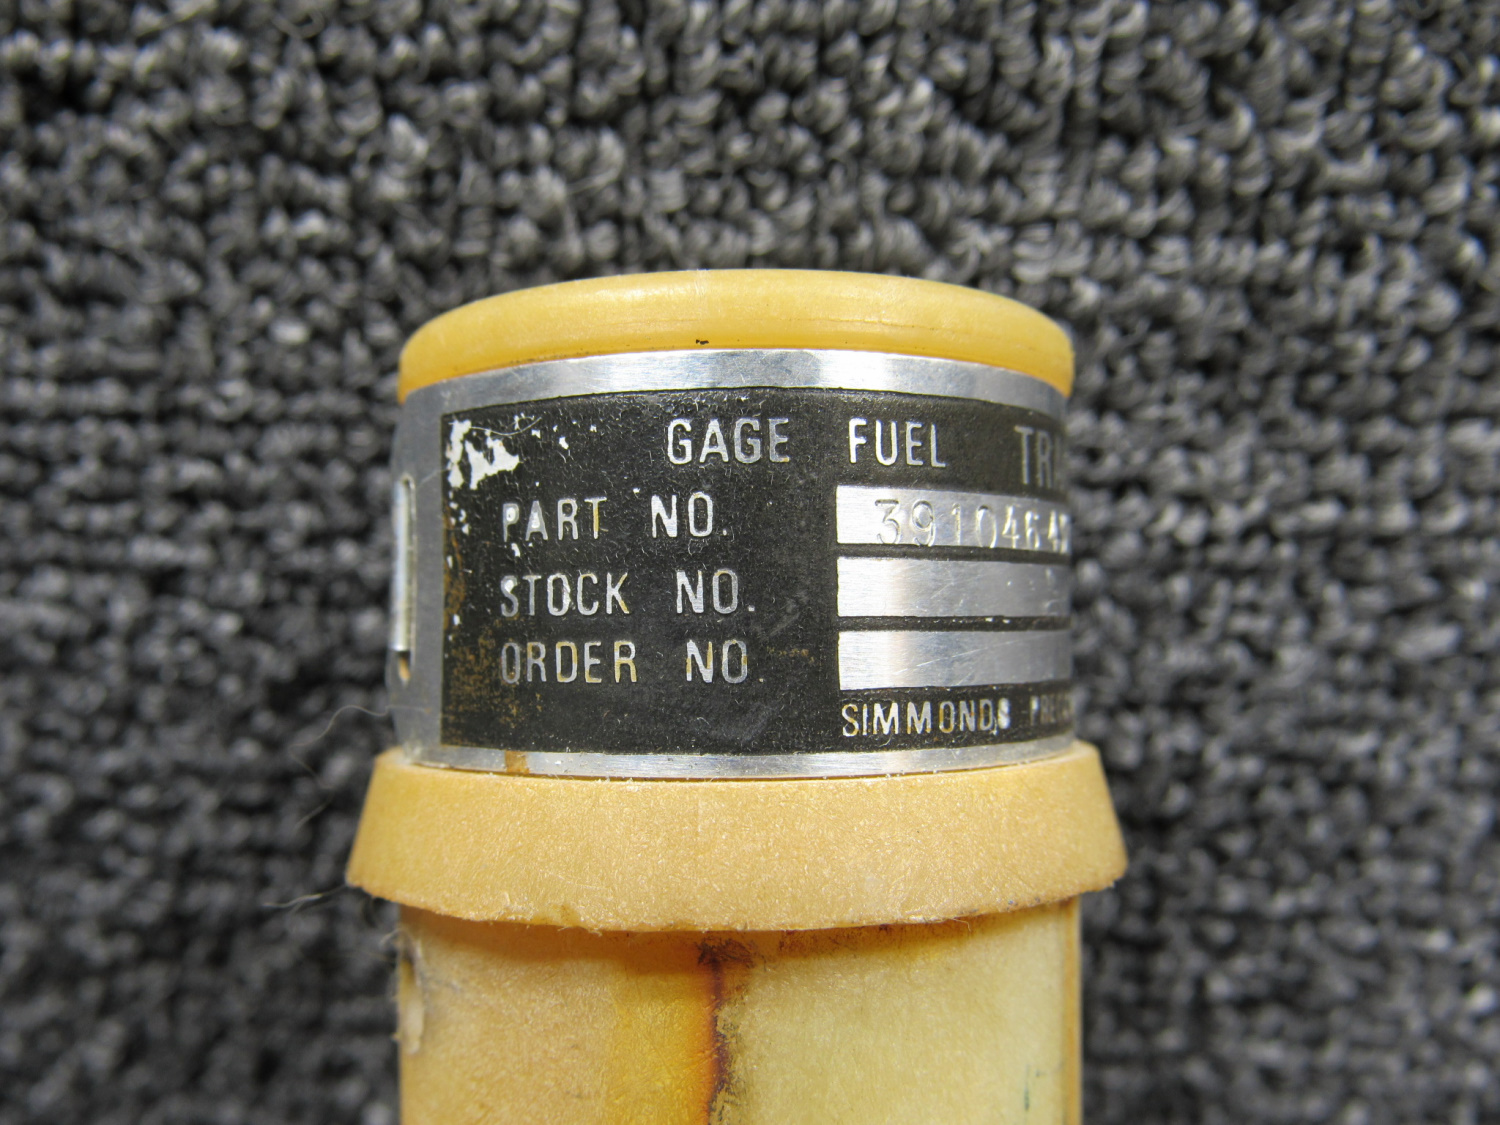 GAGE FUEL
PART NO.
STOCK NO.
ORDER NO.
SIMMONDS